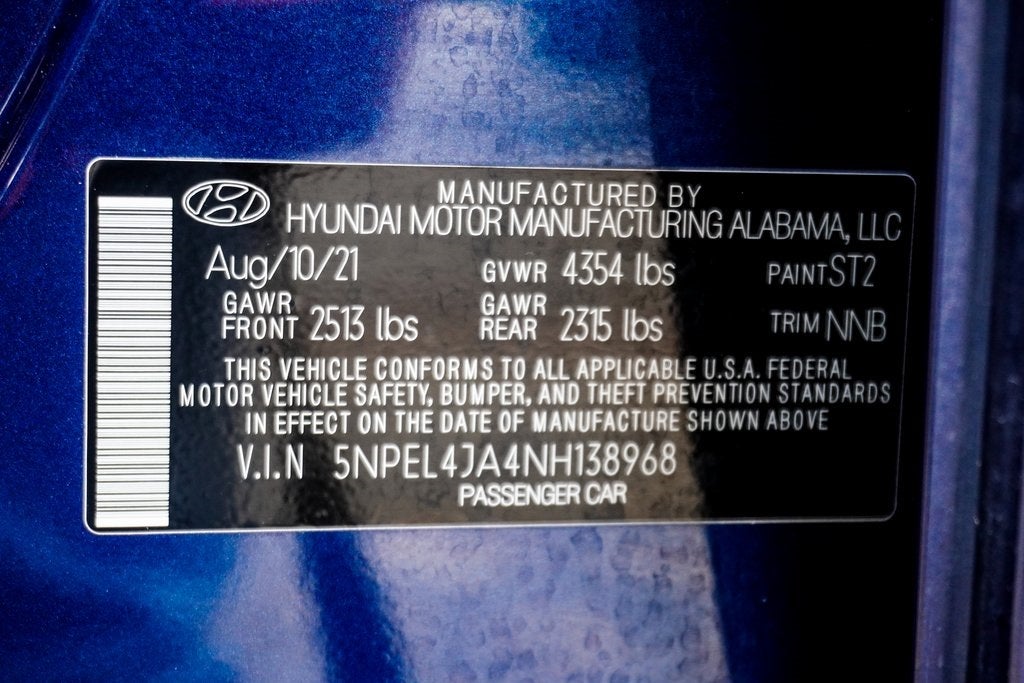 MANUFACTURED BY
HYUNDAI MOTOR MANUFACTURING ALABAMA, LLC
Aug/10/21 GVWR 4354 lbs PAINT ST2
GAWR FRONT 2513 lbs GAWR REAR 2315 lbs TRIM NNB
THIS VEHICLE CONFORMS TO ALL APPLICABLE U.S.A. FEDERAL
MOTOR VEHICLE SAFETY, BUMPER, AND THEFT PREVENTION STANDARDS
IN EFFECT ON THE DATE OF MANUFACTURE SHOWN ABOVE
V.I.N 5NPEL4JA4NH138968
PASSENGER CAR